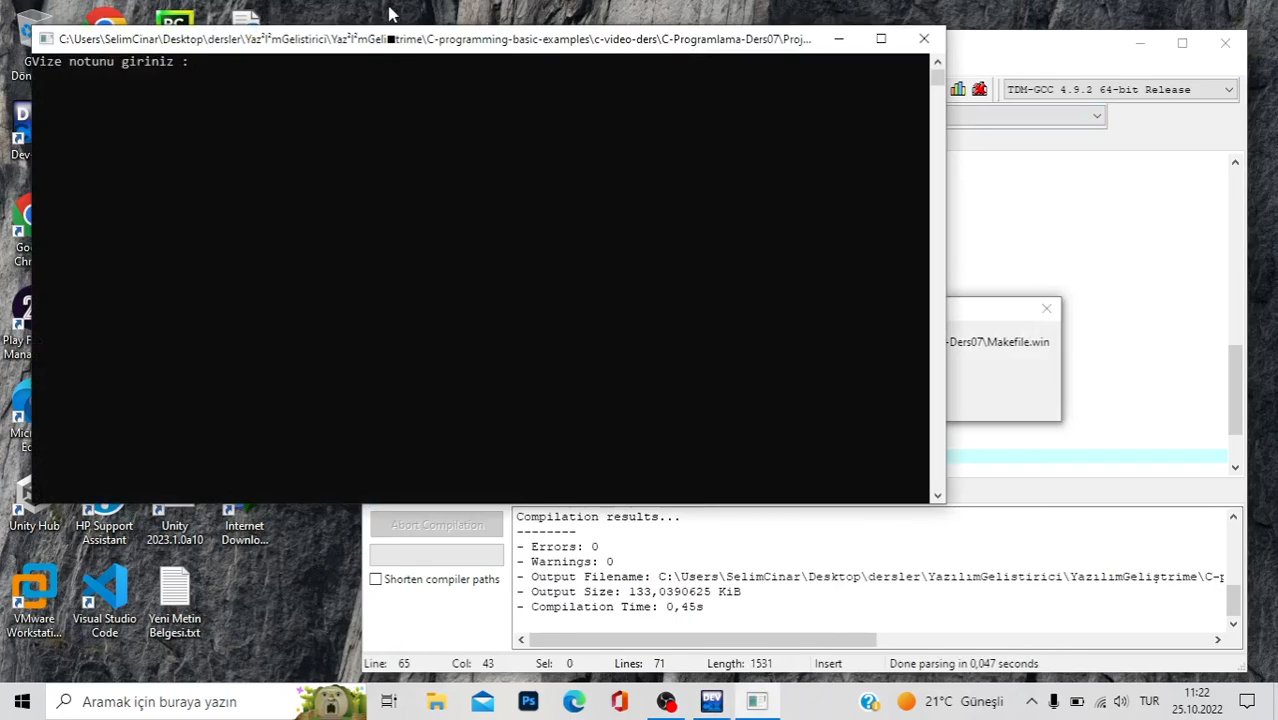 C:\Users\SelimCinar\Desktop\dersler\Yaz²l²mGelistirici\Yaz²l²mGeli■trime\C-programming-basic-examples\c-video-ders\C-Programlama-Ders07\Proj...
Vize notunu giriniz :
TDM-GCC 4.9.2 64-bit Release
-Ders07\Makefile.win
Unity Hub
HP Support Assistant
Unity 2023.1.0a10
Internet Downlo...
VMware Workstati...
Visual Studio Code
Yeni Metin Belgesi.txt
Abort Compilation
Shorten compiler paths
Compilation results...
--------
- Errors: 0
- Warnings: 0
- Output Filename: C:\Users\SelimCinar\Desktop\dersler\YazılımGelistirici\YazılımGeliştrime\C-p
- Output Size: 133,0390625 KiB
- Compilation Time: 0,45s
Line: 65 Col: 43 Sel: 0 Lines: 71 Length: 1531 Insert Done parsing in 0,047 seconds
Aramak için buraya yazın
Ps
DEV
21°C Güneşli
TUR
11:22
25.10.2022